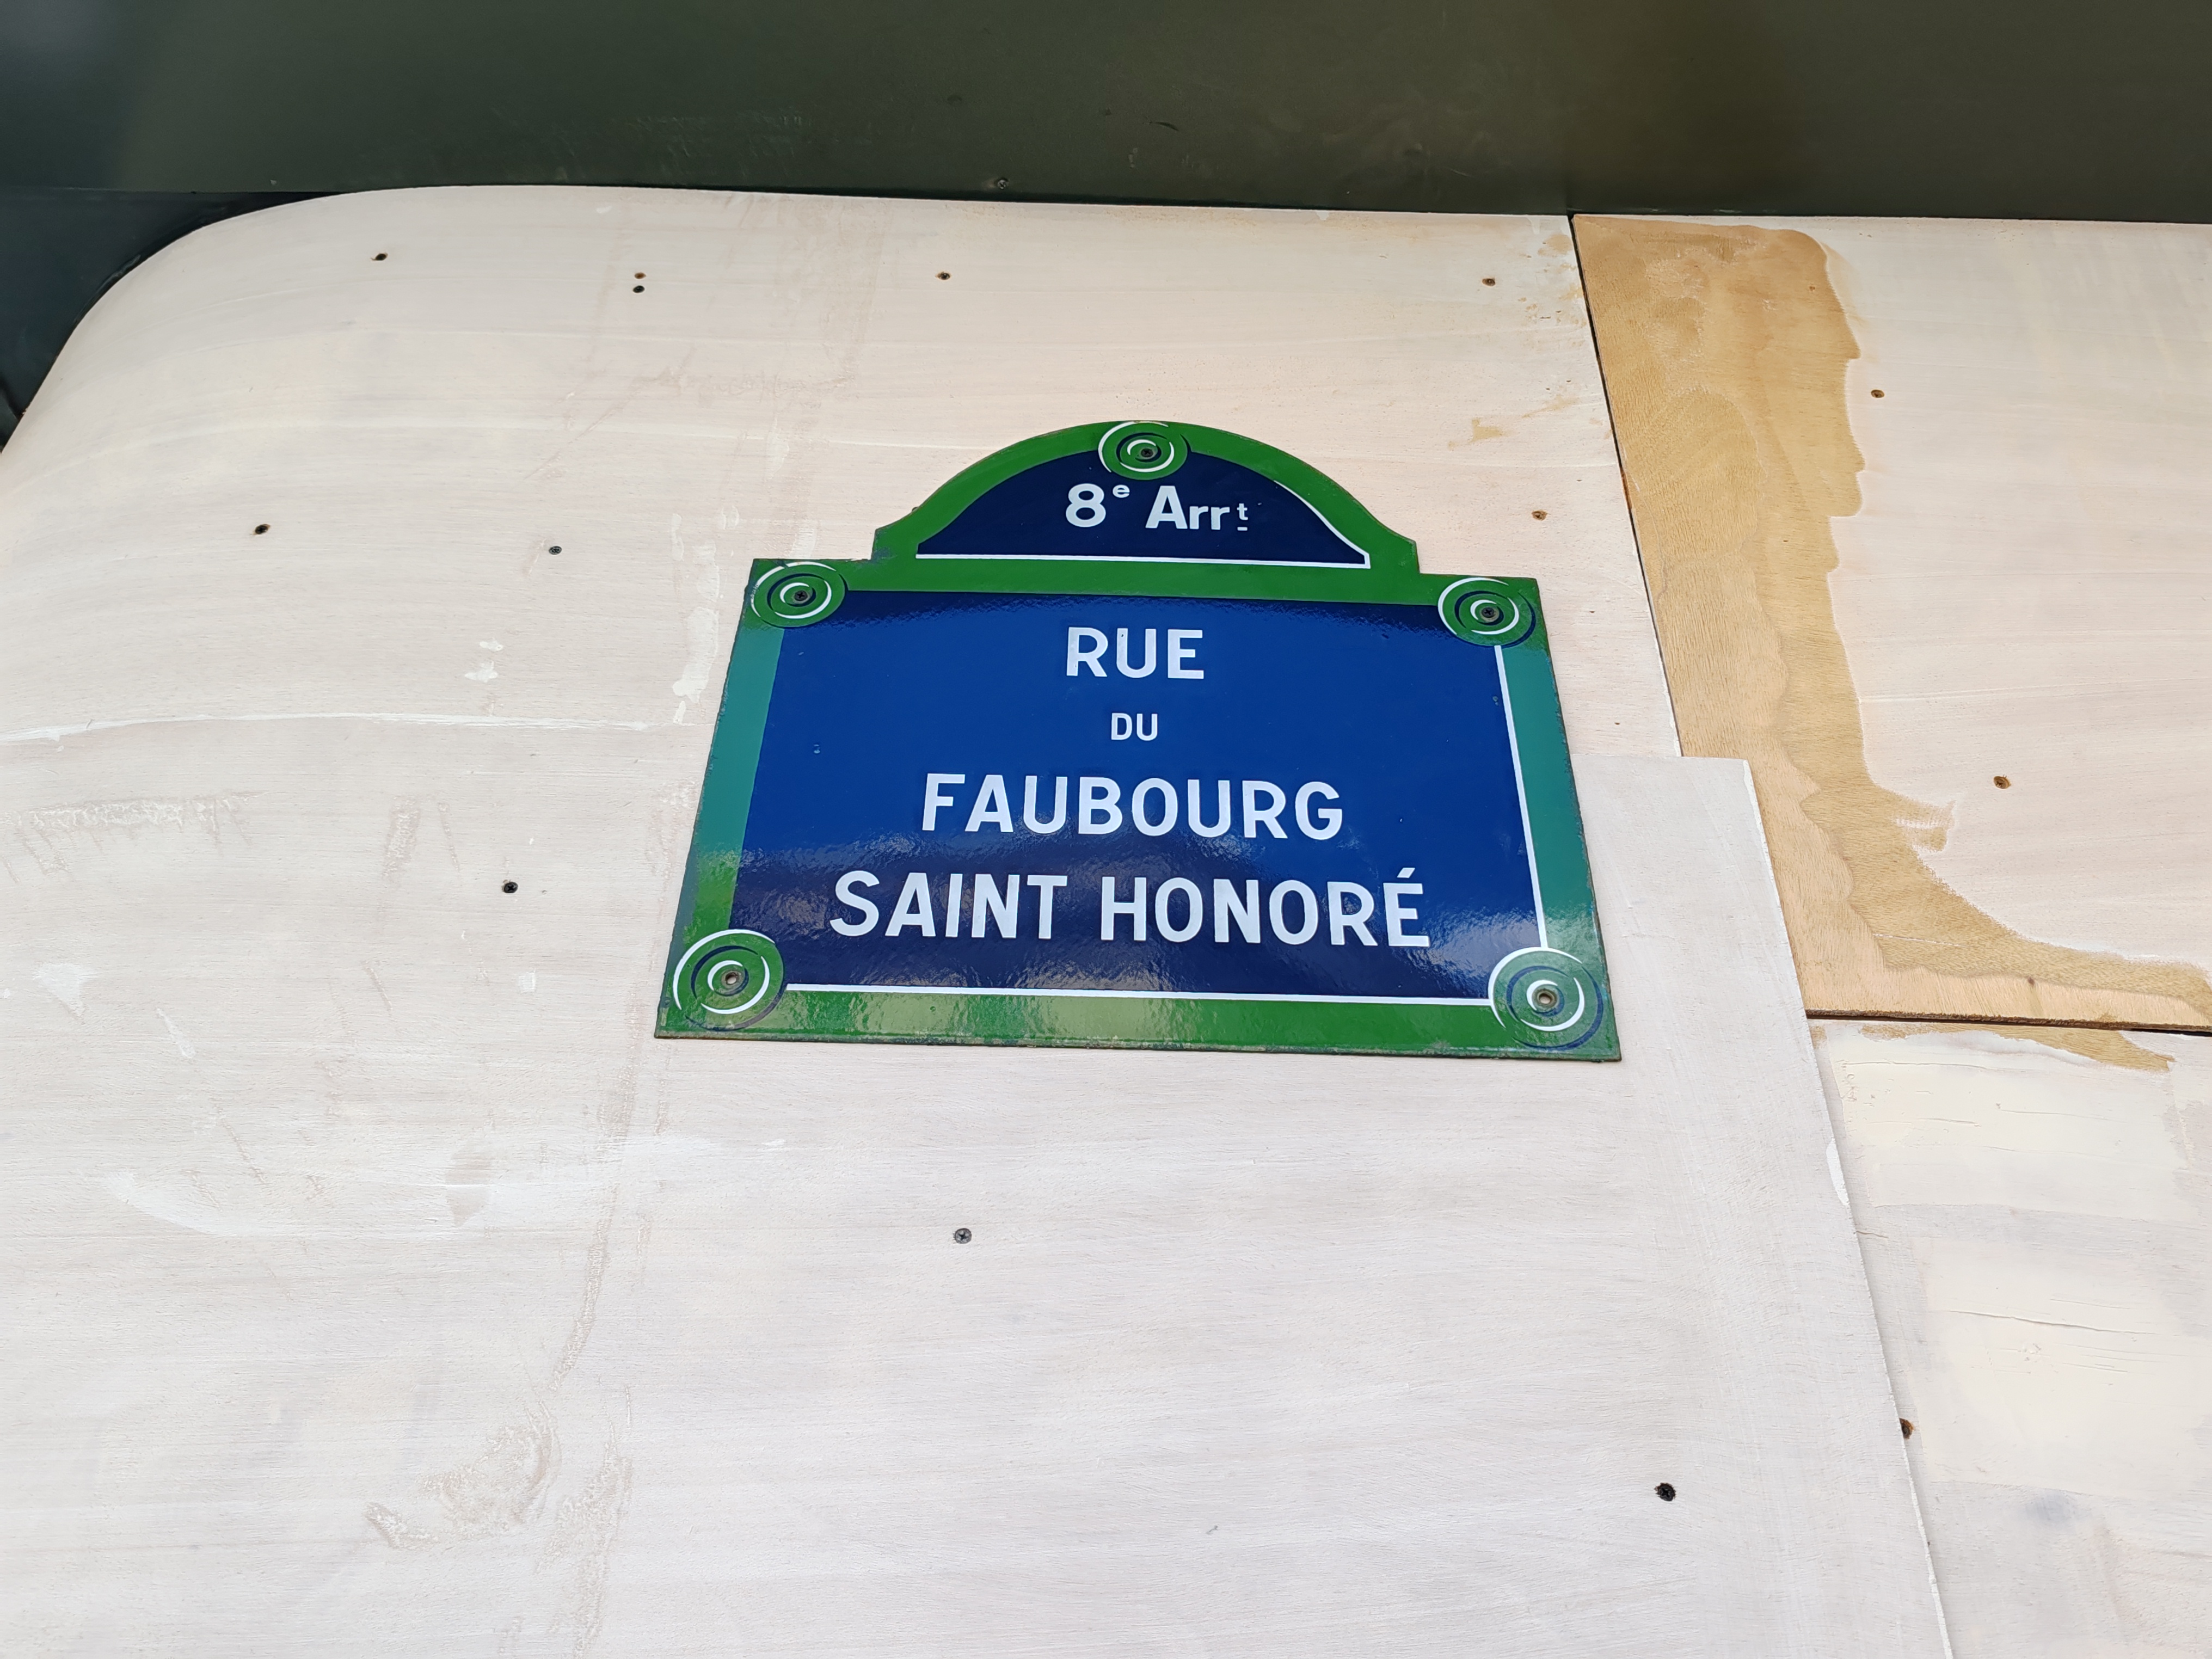 8e Arrt
RUE
DU
FAUBOURG
SAINT HONORÉ